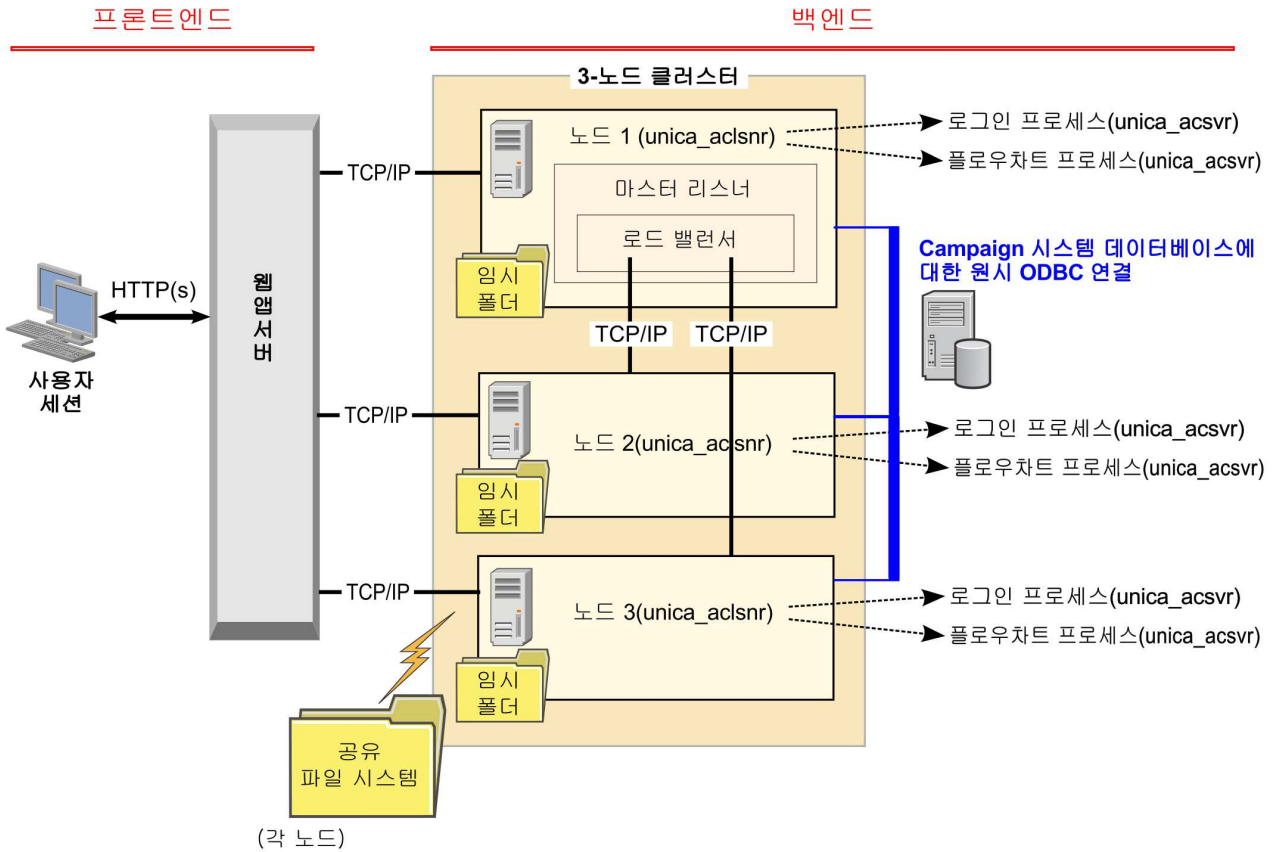 프론트엔드
백엔드
3-노드 클러스터
노드 1 (unica_aclsnr)
로그인 프로세스(unica_acsvr)
플로우차트 프로세스(unica_acsvr)
TCP/IP
마스터 리스너
로드 밸런서
임시
폴더
Campaign 시스템 데이터베이스에
대한 원시 ODBC 연결
HTTP(s)
웹
앱
서
버
사용자
세션
TCP/IP
TCP/IP
TCP/IP
노드 2(unica_aclsnr)
로그인 프로세스(unica_acsvr)
플로우차트 프로세스(unica_acsvr)
임시
폴더
TCP/IP
노드 3(unica_aclsnr)
로그인 프로세스(unica_acsvr)
플로우차트 프로세스(unica_acsvr)
임시
폴더
공유
파일 시스템
(각 노드)